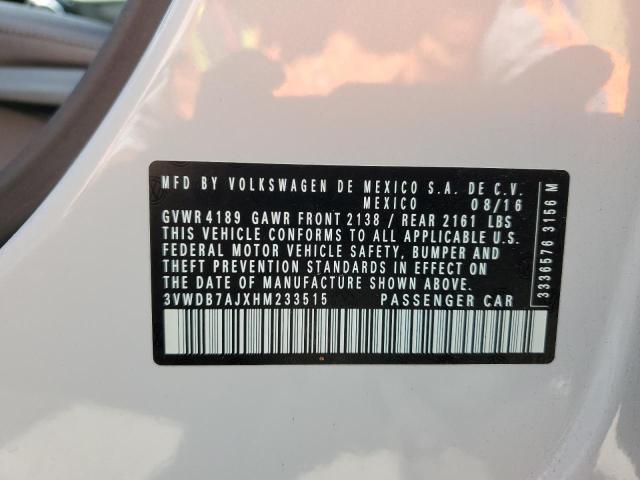 MFD BY VOLKSWAGEN DE MEXICO S.A. DE C.V.
MEXICO 08/16
GVWR 4189 GAWR FRONT 2138 / REAR 2161 LBS
THIS VEHICLE CONFORMS TO ALL APPLICABLE U.S.
FEDERAL MOTOR VEHICLE SAFETY, BUMPER AND
THEFT PREVENTION STANDARDS IN EFFECT ON
THE DATE OF MANUFACTURE SHOWN ABOVE.
3VWDB7AJXHM233515 PASSENGER CAR
3336576 3156 M